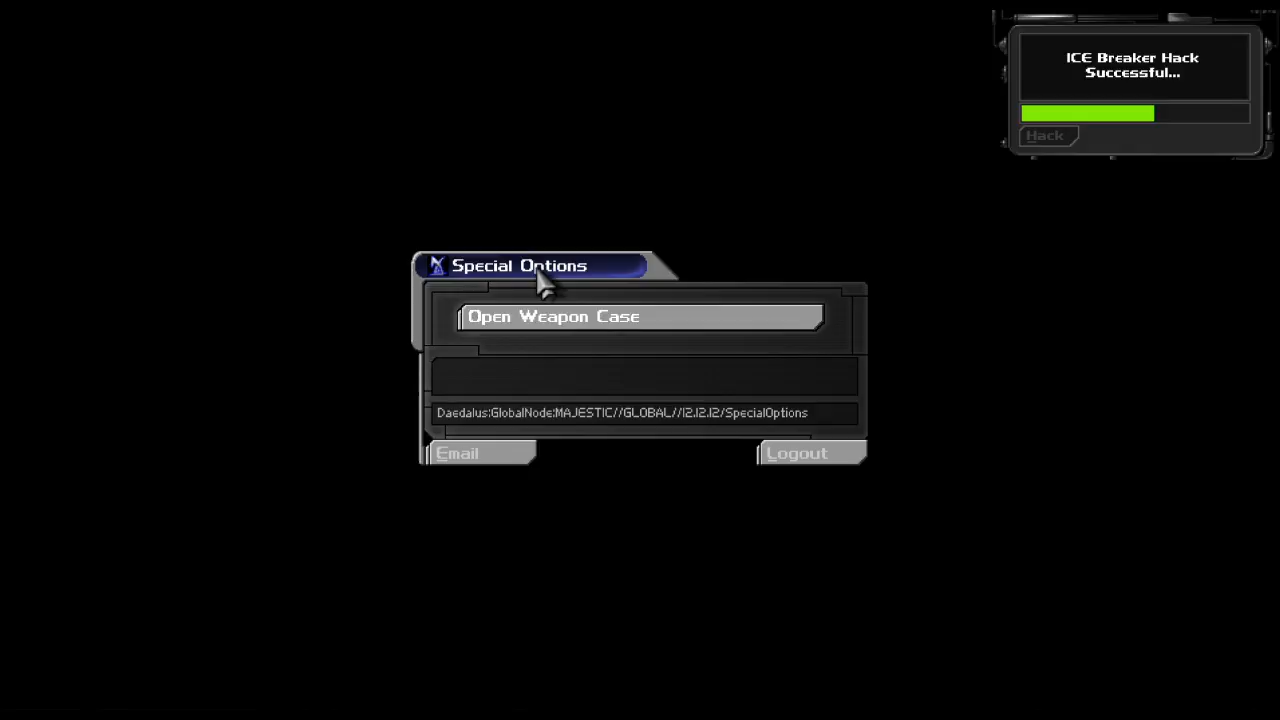 ICE Breaker Hack
Successful...
Hack
Special Options
Open Weapon Case
Daedalus:GlobalNode:MAJESTIC//GLOBAL//12.12.12/SpecialOptions
Email
Logout